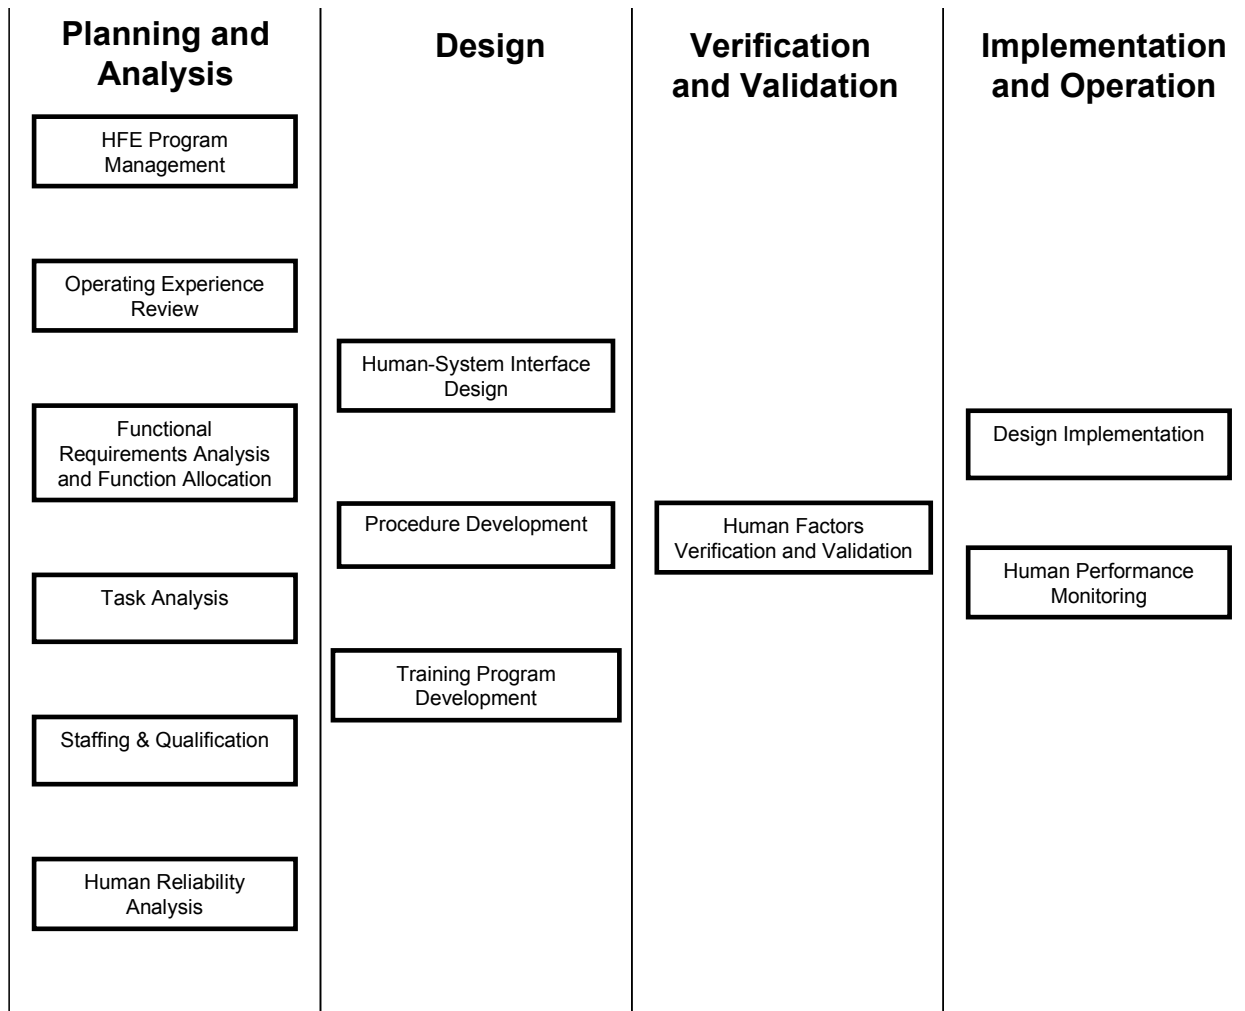 Planning and
Analysis
HFE Program
Management
Operating Experience
Review
Functional
Requirements Analysis
and Function Allocation
Task Analysis
Staffing & Qualification
Human Reliability
Analysis
Design
Human-System Interface
Design
Procedure Development
Training Program
Development
Verification
and Validation
Human Factors
Verification and Validation
Implementation
and Operation
Design Implementation
Human Performance
Monitoring